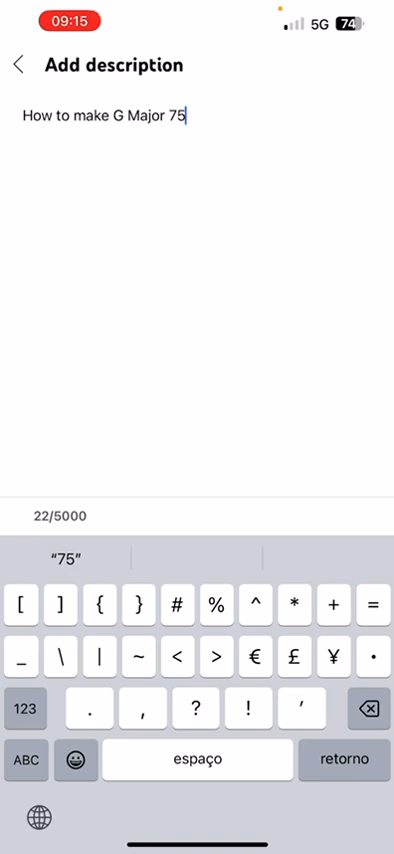 09:15
5G 74
Add description
How to make G Major 75
22/5000
“75”
[ ] { } # % ^ * + =
_ \ | ~ < > € £ ¥ •
123 . , ? ! ’
ABC espaço retorno